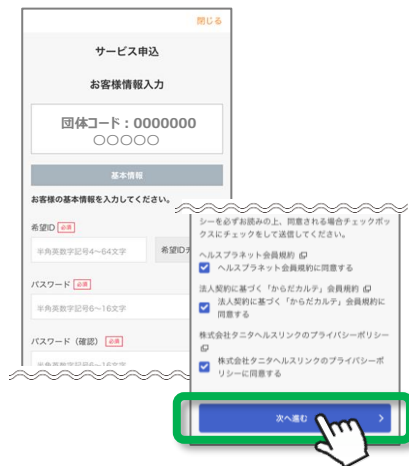 閉じる
サービス申込
お客様情報入力
団体コード：0000000
○○○○○
基本情報
お客様の基本情報を入力してください。
希望ID 必須
半角英数字記号4〜64文字
希望IDチ
パスワード 必須
半角英数字記号6〜16文字
パスワード（確認） 必須
半角英数字記号6〜16文字
シーを必ずお読みの上、同意される場合チェックボッ
クスにチェックをして送信してください。
ヘルスプラネット会員規約
ヘルスプラネット会員規約に同意する
法人契約に基づく「からだカルテ」会員規約
法人契約に基づく「からだカルテ」会員規約に
同意する
株式会社タニタヘルスリンクのプライバシーポリシー
株式会社タニタヘルスリンクのプライバシーポ
リシーに同意する
次へ進む